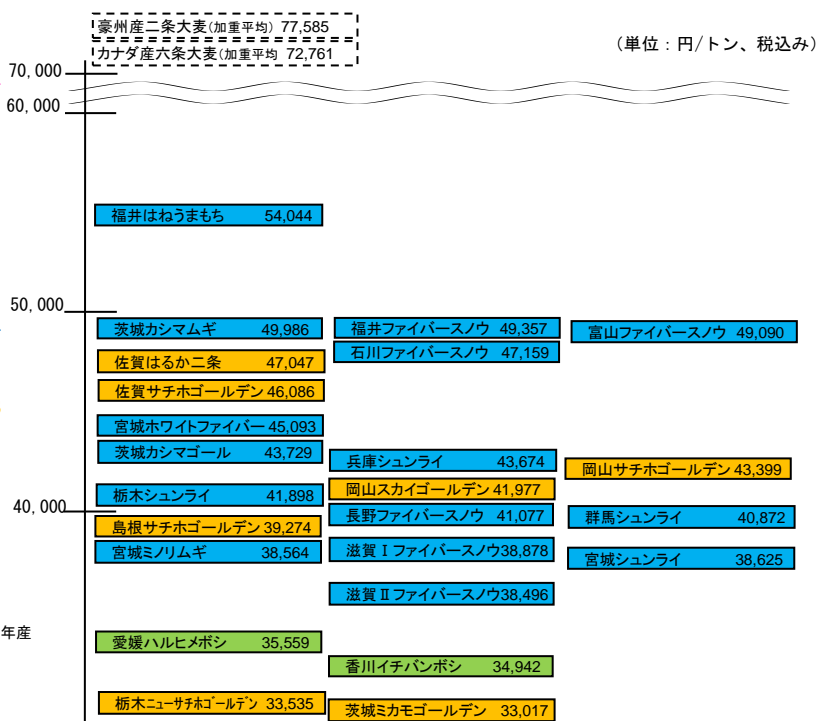 豪州産二条大麦(加重平均) 77,585
カナダ産六条大麦(加重平均 72,761
(単位：円/トン、税込み)
70,000
60,000
福井はねうまもち 54,044
50,000
茨城カシマムギ 49,986
福井ファイバースノウ 49,357
富山ファイバースノウ 49,090
佐賀はるか二条 47,047
石川ファイバースノウ 47,159
佐賀サチホゴールデン 46,086
宮城ホワイトファイバー 45,093
茨城カシマゴール 43,729
兵庫シュンライ 43,674
岡山サチホゴールデン 43,399
栃木シュンライ 41,898
岡山スカイゴールデン 41,977
40,000
長野ファイバースノウ 41,077
群馬シュンライ 40,872
島根サチホゴールデン 39,274
宮城ミノリムギ 38,564
滋賀Ⅰファイバースノウ 38,878
宮城シュンライ 38,625
滋賀Ⅱファイバースノウ 38,496
年産
愛媛ハルヒメボシ 35,559
香川イチバンボシ 34,942
栃木ニューサチホゴールデン 33,535
茨城ミカモゴールデン 33,017